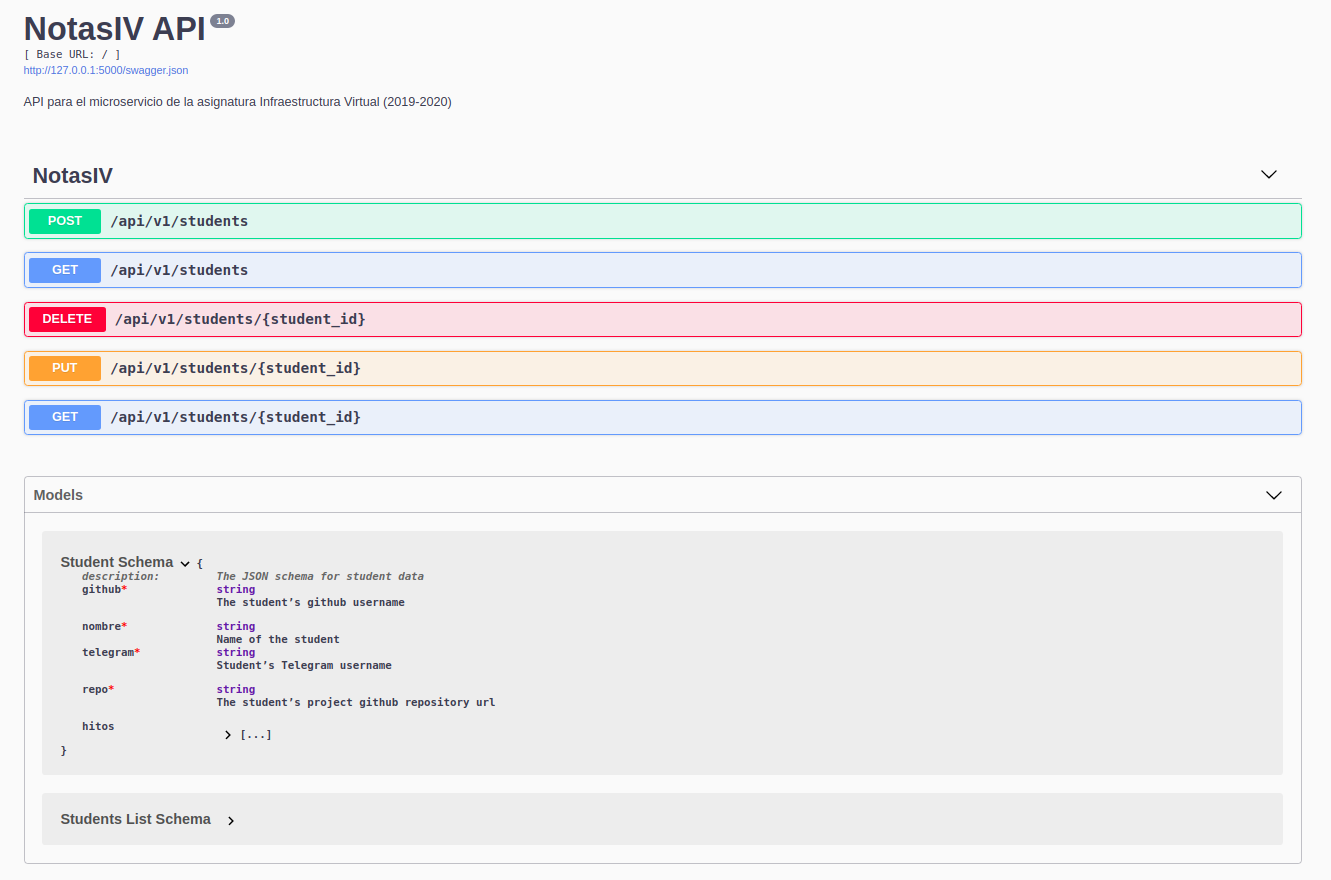 NotasIV API 1.0
[ Base URL: / ]
http://127.0.0.1:5000/swagger.json
API para el microservicio de la asignatura Infraestructura Virtual (2019-2020)
NotasIV
POST /api/v1/students
GET /api/v1/students
DELETE /api/v1/students/{student_id}
PUT /api/v1/students/{student_id}
GET /api/v1/students/{student_id}
Models
Student Schema {
description: The JSON schema for student data
github* string
The student’s github username
nombre* string
Name of the student
telegram* string
Student’s Telegram username
repo* string
The student’s project github repository url
hitos
[...]
}
Students List Schema